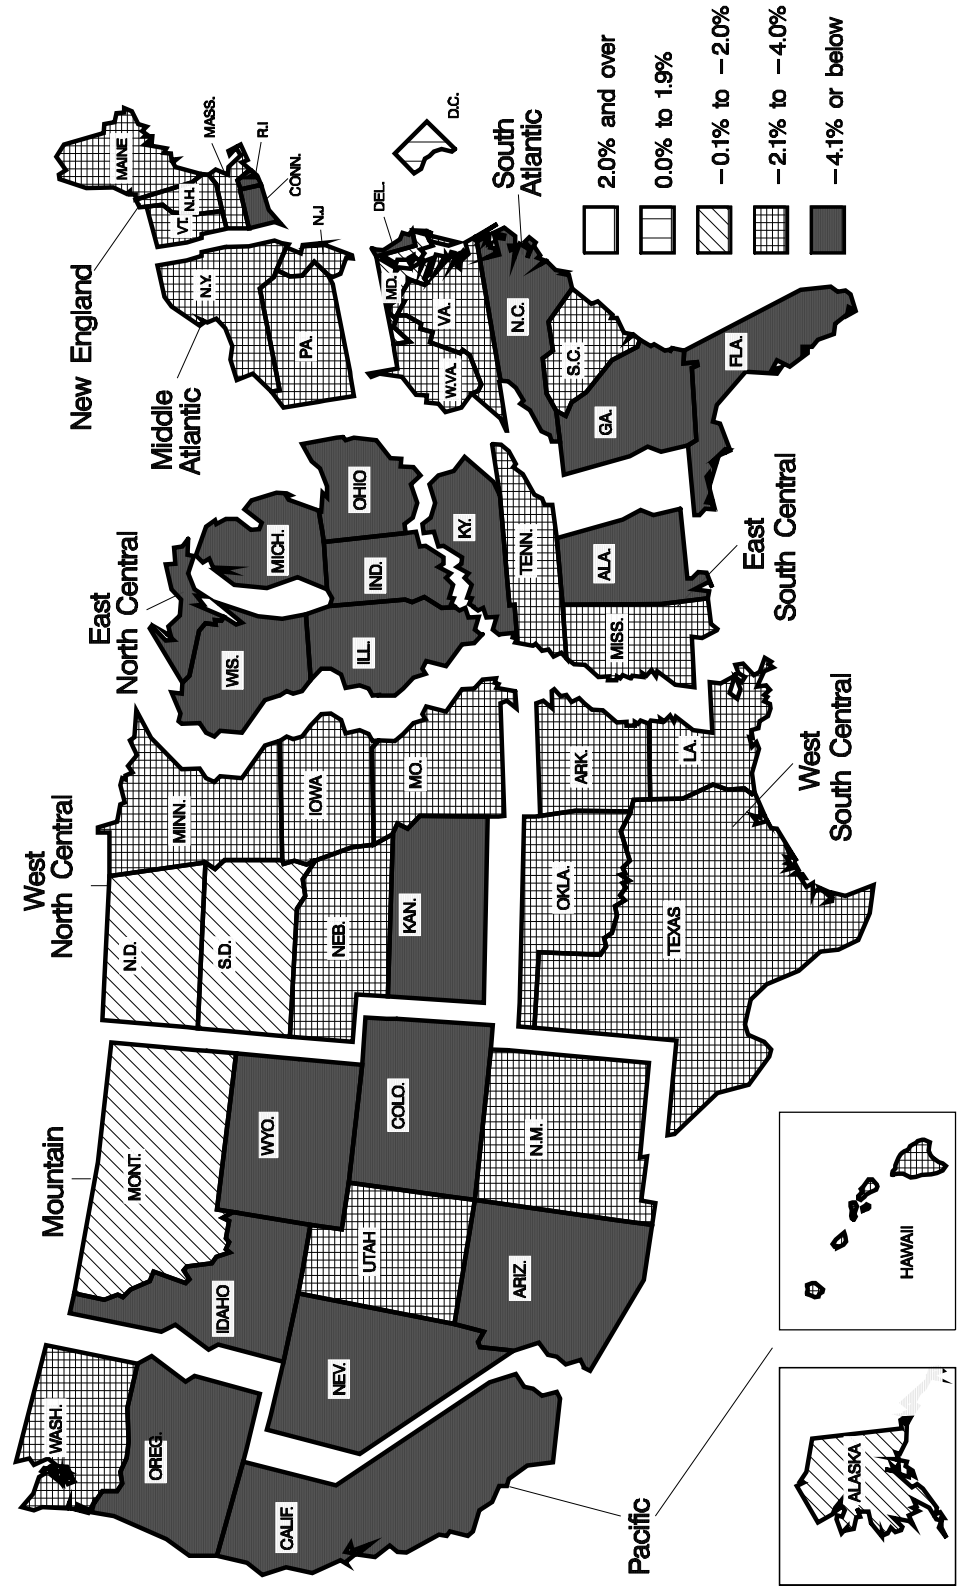 New England
Middle
Atlantic
South
Atlantic
East
North Central
East
South Central
West
North Central
West
South Central
Mountain
Pacific
MAINE
VT.
N.H.
MASS.
R.I
CONN.
N.Y.
N.J
PA.
DEL.
MD.
D.C.
VA.
W.VA.
N.C.
S.C.
GA.
FLA.
OHIO
MICH.
IND.
WIS.
ILL.
KY.
TENN.
ALA.
MISS.
MINN.
IOWA
MO.
N.D.
S.D.
NEB.
KAN.
ARK.
LA.
OKLA.
TEXAS
MONT.
WYO.
COLO.
N.M.
IDAHO
UTAH
ARIZ.
NEV.
WASH.
OREG.
CALIF.
ALASKA
HAWAII
2.0% and over
0.0% to 1.9%
−0.1% to −2.0%
−2.1% to −4.0%
−4.1% or below